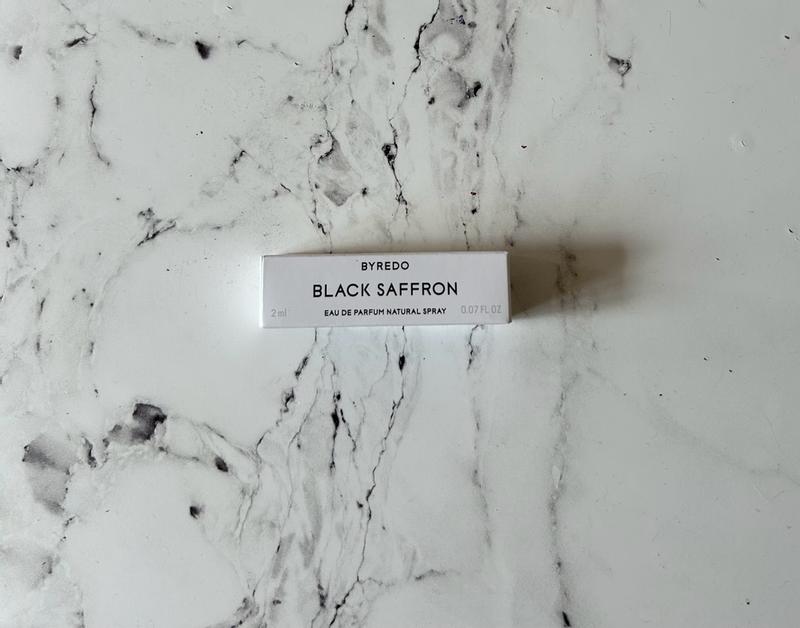 BYREDO
BLACK SAFFRON
2 ml EAU DE PARFUM NATURAL SPRAY 0.07 FL OZ